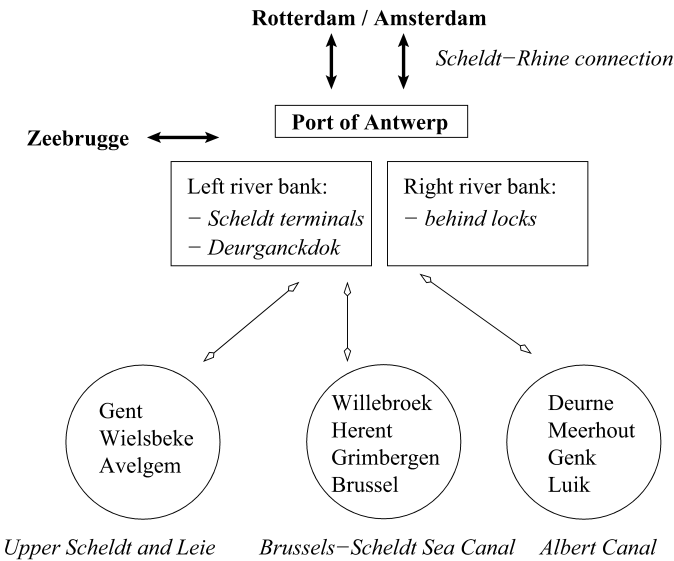 Rotterdam / Amsterdam
Scheldt−Rhine connection
Port of Antwerp
Zeebrugge
Left river bank:
− Scheldt terminals
− Deurganckdok
Right river bank:
− behind locks
Gent
Wielsbeke
Avelgem
Willebroek
Herent
Grimbergen
Brussel
Deurne
Meerhout
Genk
Luik
Upper Scheldt and Leie
Brussels−Scheldt Sea Canal
Albert Canal